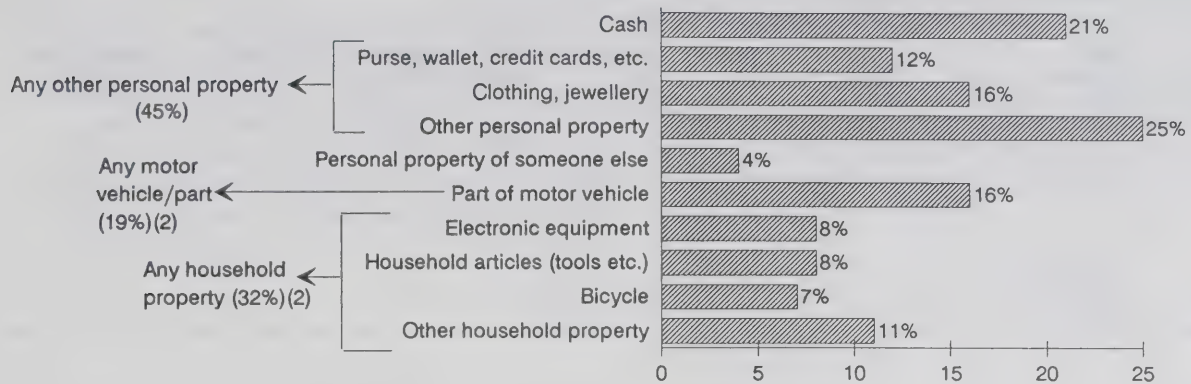 Cash 21%
Purse, wallet, credit cards, etc. 12%
Any other personal property
(45%)
Clothing, jewellery 16%
Other personal property 25%
Personal property of someone else 4%
Any motor
vehicle/part
(19%)(2)
Part of motor vehicle 16%
Electronic equipment 8%
Any household
property (32%)(2)
Household articles (tools etc.) 8%
Bicycle 7%
Other household property 11%
0 5 10 15 20 25